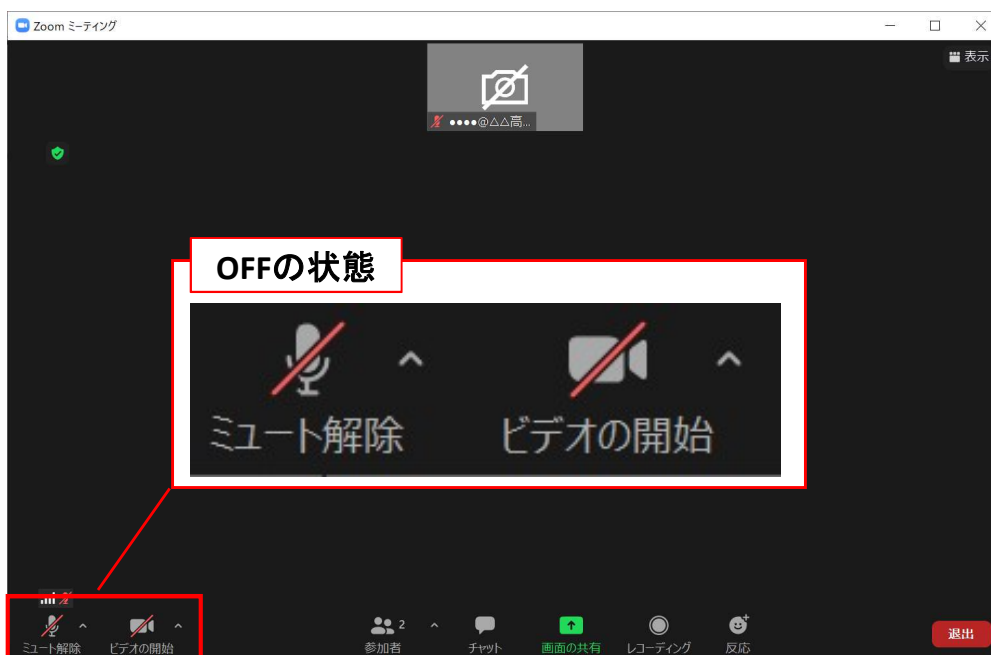 Zoom ミーティング
表示
●●●●@△△高...
OFFの状態
ミュート解除
ビデオの開始
ミュート解除
ビデオの開始
参加者
2
チャット
画面の共有
レコーディング
反応
退出